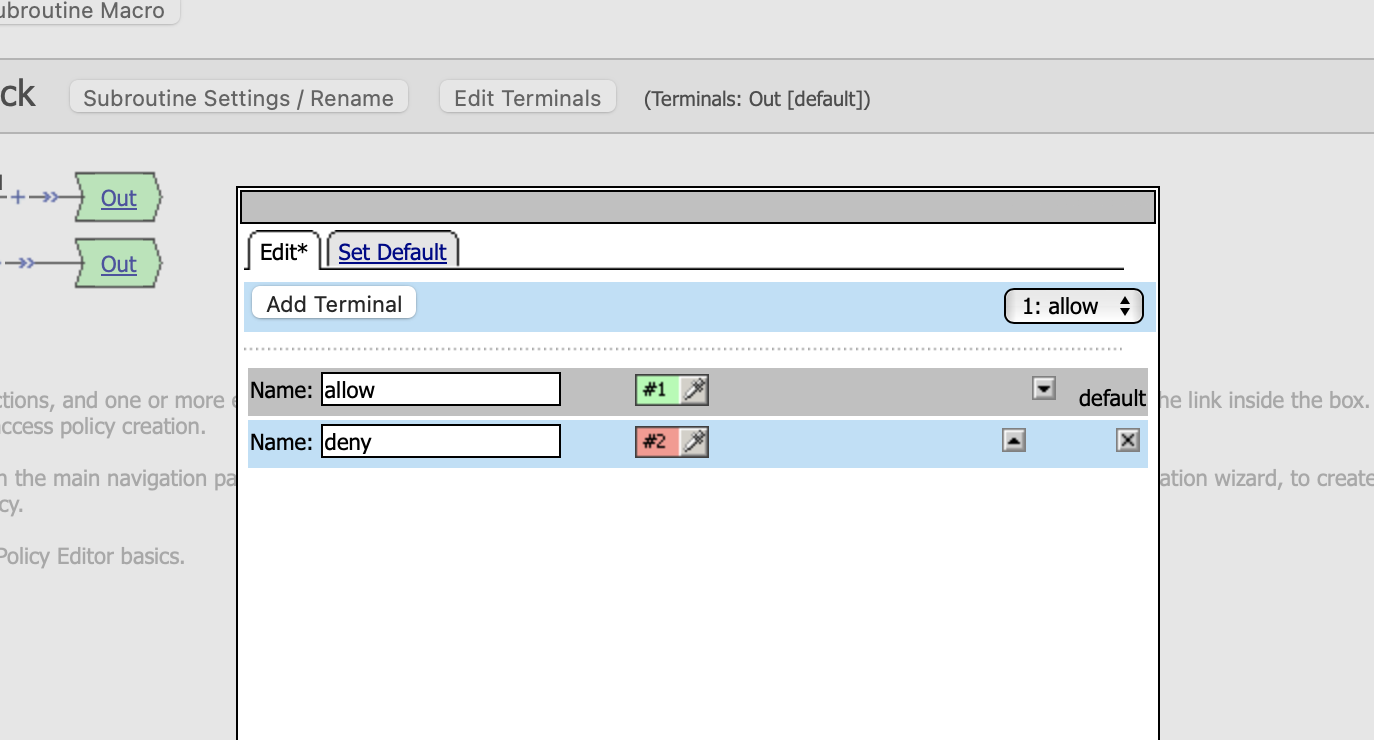 ubroutine Macro
ck Subroutine Settings / Rename Edit Terminals (Terminals: Out [default])
Out
Out
Edit* Set Default
Add Terminal 1: allow
Name: allow #1 default
Name: deny #2
ctions, and one or more e he link inside the box.
access policy creation.
n the main navigation pa ation wizard, to create
cy.
Policy Editor basics.